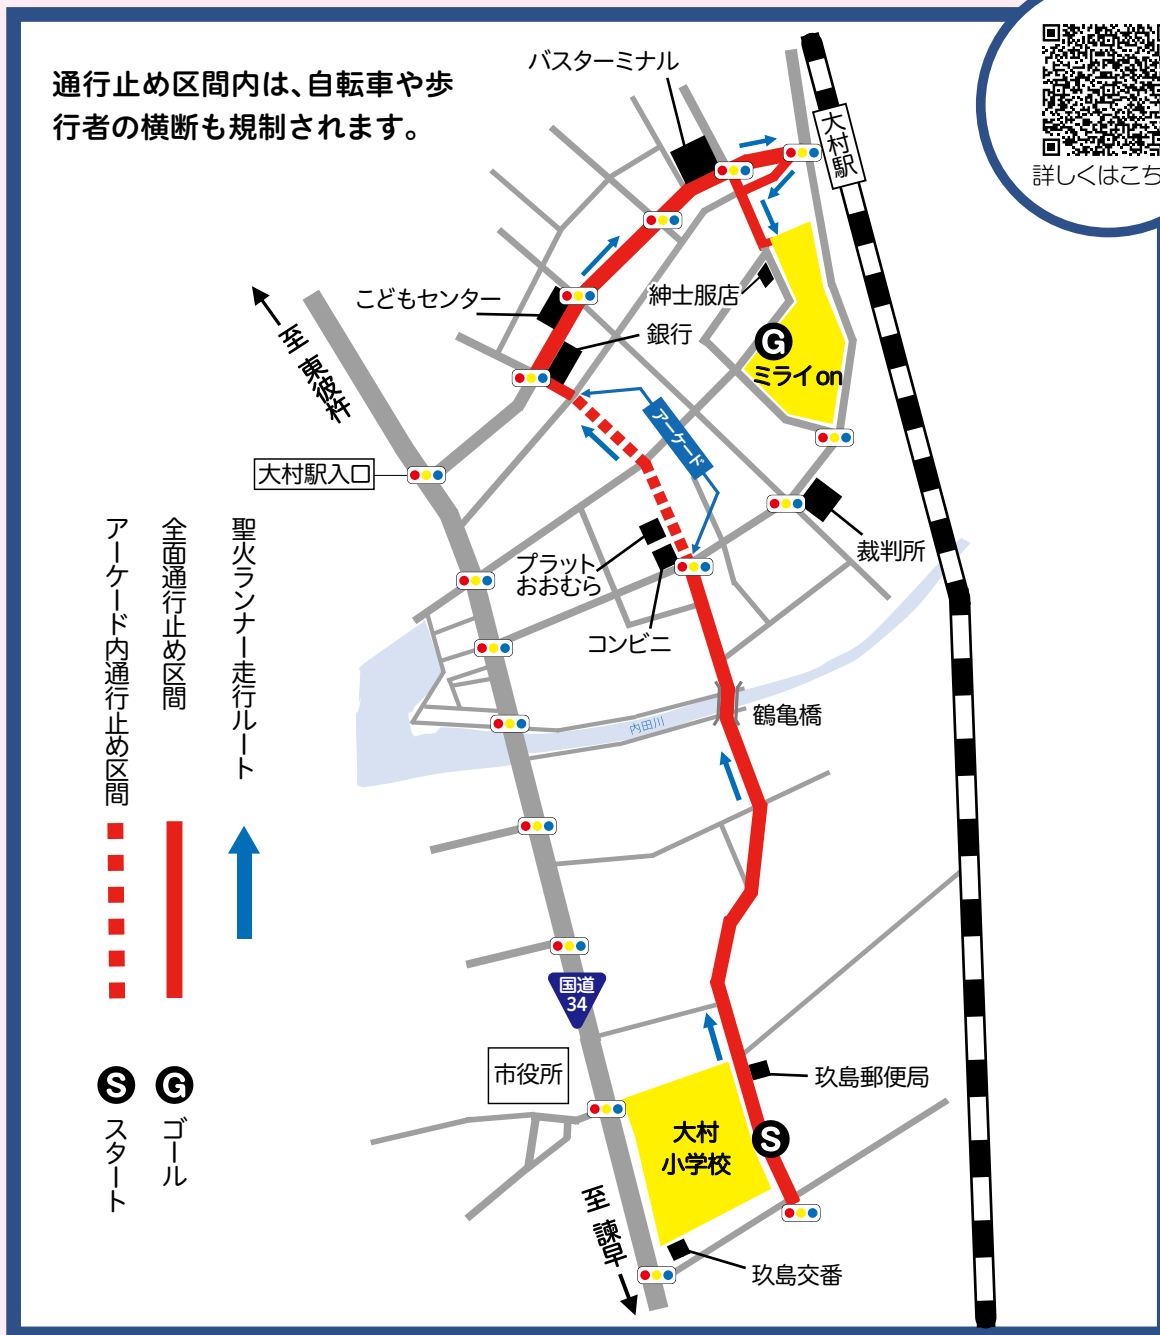 通行止め区間内は、自転車や歩
行者の横断も規制されます。
詳しくはこち
バスターミナル
大村駅
こどもセンター
紳士服店
銀行
G
ミライon
至 東彼杵
アーケード
大村駅入口
裁判所
プラット
おおむら
コンビニ
鶴亀橋
内田川
聖火ランナー走行ルート
全面通行止め区間
アーケード内通行止め区間
国道
34
市役所
玖島郵便局
大村
小学校
S
至 諫早
玖島交番
S スタート
G ゴール